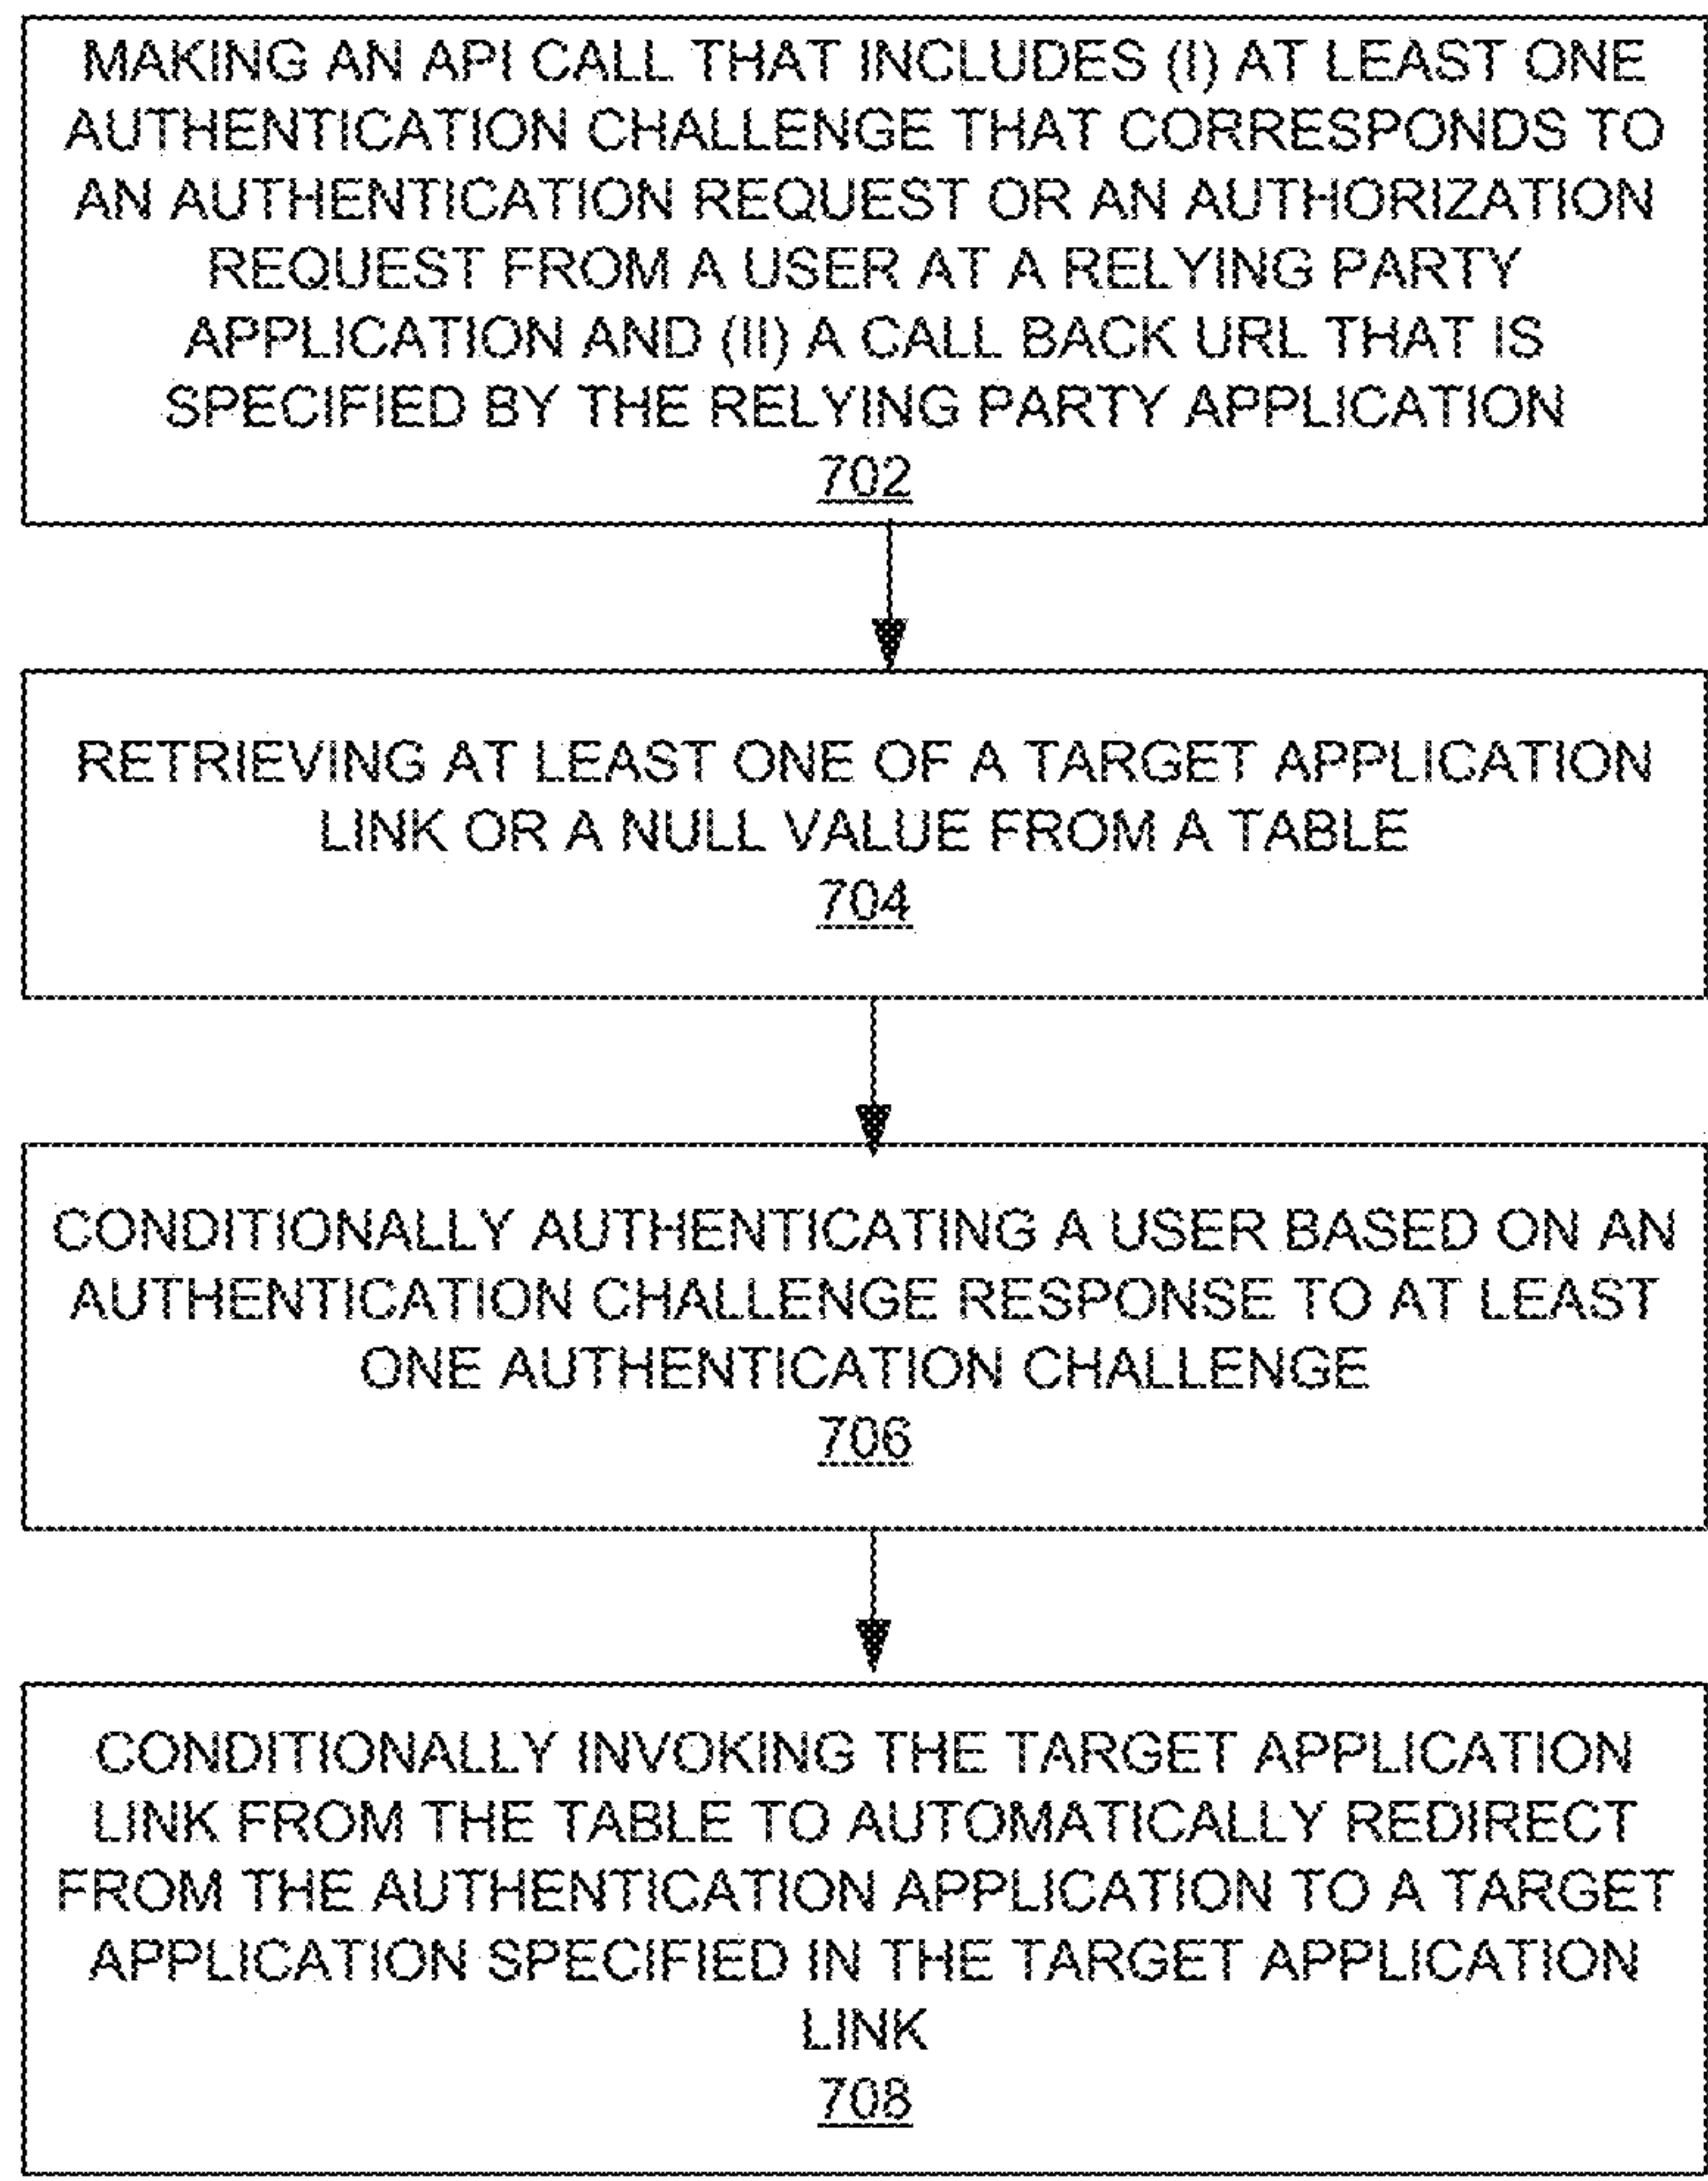 MAKING AN API CALL THAT INCLUDES (I) AT LEAST ONE
AUTHENTICATION CHALLENGE THAT CORRESPONDS TO
AN AUTHENTICATION REQUEST OR AN AUTHORIZATION
REQUEST FROM A USER AT A RELYING PARTY
APPLICATION AND (II) A CALL BACK URL THAT IS
SPECIFIED BY THE RELYING PARTY APPLICATION
702
RETRIEVING AT LEAST ONE OF A TARGET APPLICATION
LINK OR A NULL VALUE FROM A TABLE
704
CONDITIONALLY AUTHENTICATING A USER BASED ON AN
AUTHENTICATION CHALLENGE RESPONSE TO AT LEAST
ONE AUTHENTICATION CHALLENGE
706
CONDITIONALLY INVOKING THE TARGET APPLICATION
LINK FROM THE TABLE TO AUTOMATICALLY REDIRECT
FROM THE AUTHENTICATION APPLICATION TO A TARGET
APPLICATION SPECIFIED IN THE TARGET APPLICATION
LINK
708